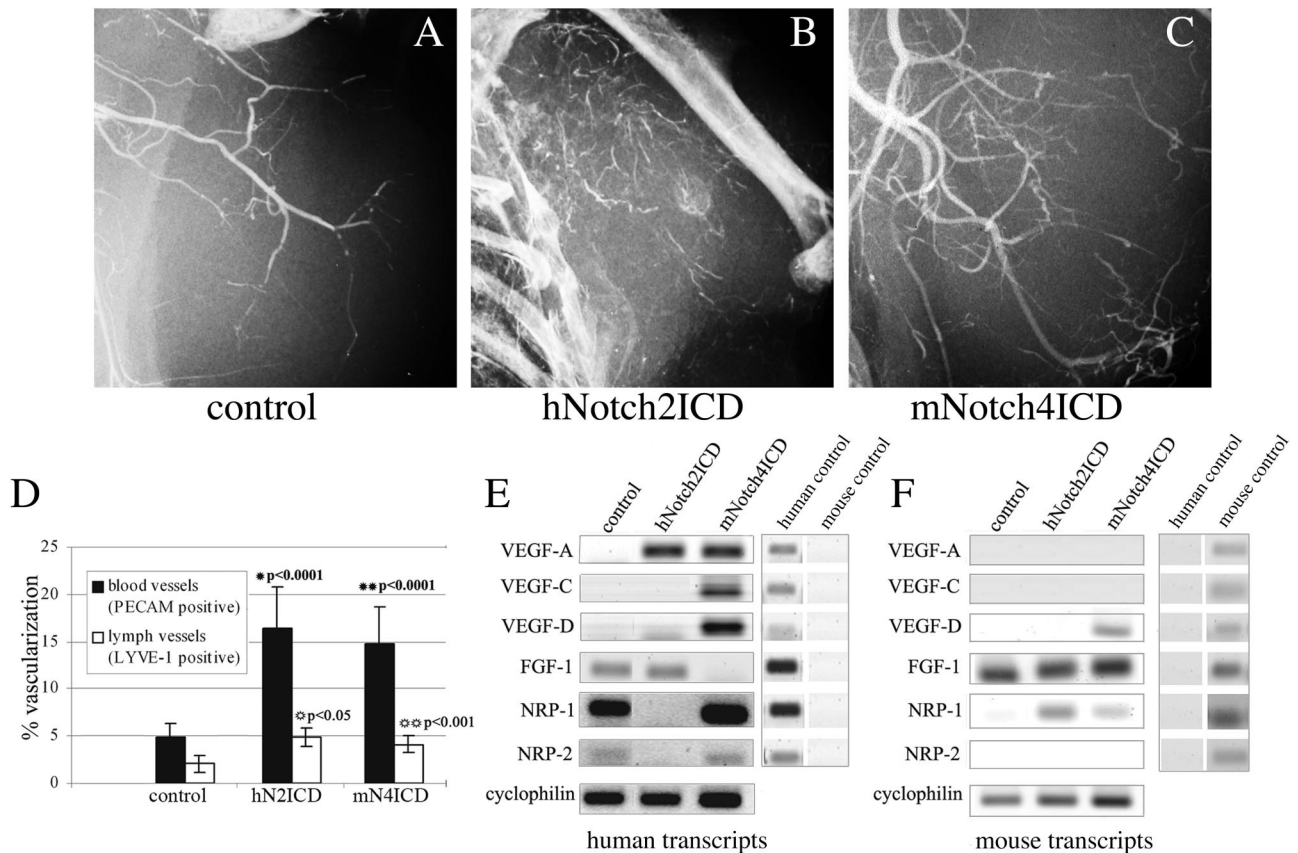 A
B
C
control
hNotch2ICD
mNotch4ICD
D
% vascularization
25
20
15
10
5
0
blood vessels
(PECAM positive)
lymph vessels
(LYVE-1 positive)
✷p<0.0001
✷✷p<0.0001
☼p<0.05
☼☼p<0.001
control
hN2ICD
mN4ICD
E
control
hNotch2ICD
mNotch4ICD
human control
mouse control
VEGF-A
VEGF-C
VEGF-D
FGF-1
NRP-1
NRP-2
cyclophilin
human transcripts
F
control
hNotch2ICD
mNotch4ICD
human control
mouse control
VEGF-A
VEGF-C
VEGF-D
FGF-1
NRP-1
NRP-2
cyclophilin
mouse transcripts